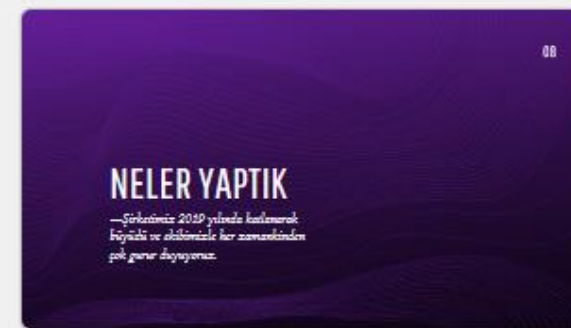 08
NELER YAPTIK
—Şirketimiz 2019 yılında katlanarak
büyüdü ve ekibimizle her zamankinden
çok gurur duyuyoruz.